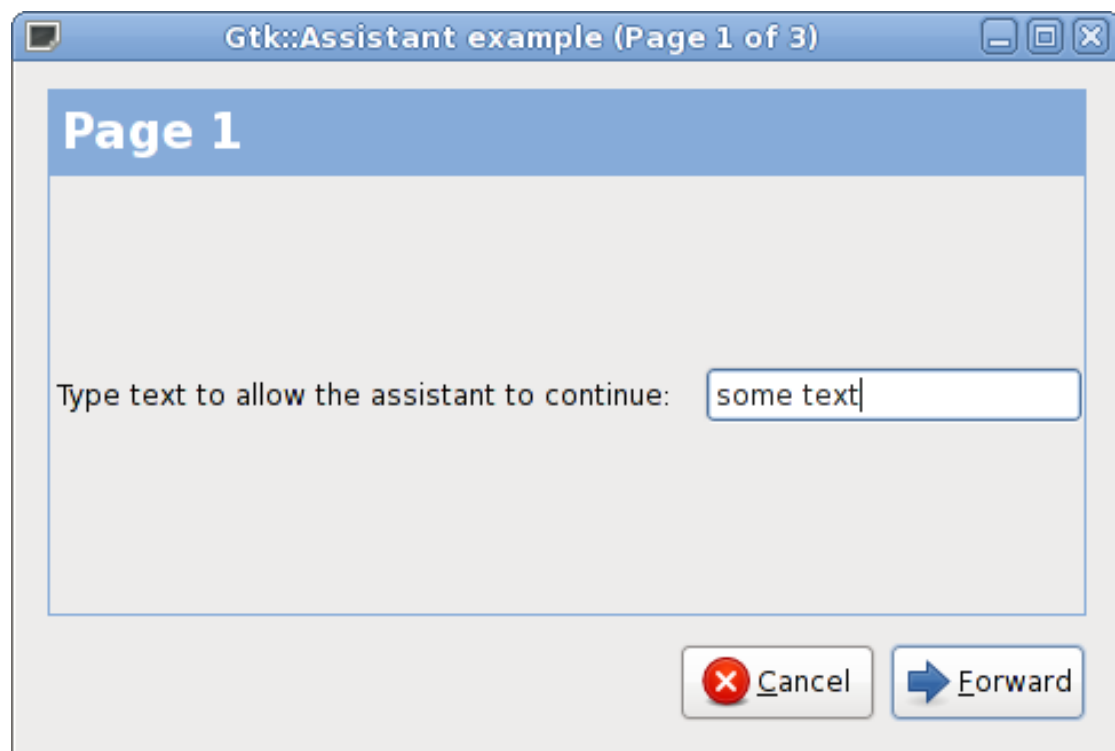 Gtk::Assistant example (Page 1 of 3)
Page 1
Type text to allow the assistant to continue: some text
Cancel Forward